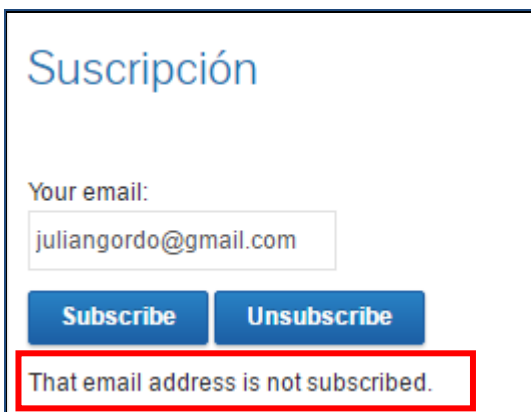 Suscripción
Your email:
juliangordo@gmail.com
Subscribe Unsubscribe
That email address is not subscribed.